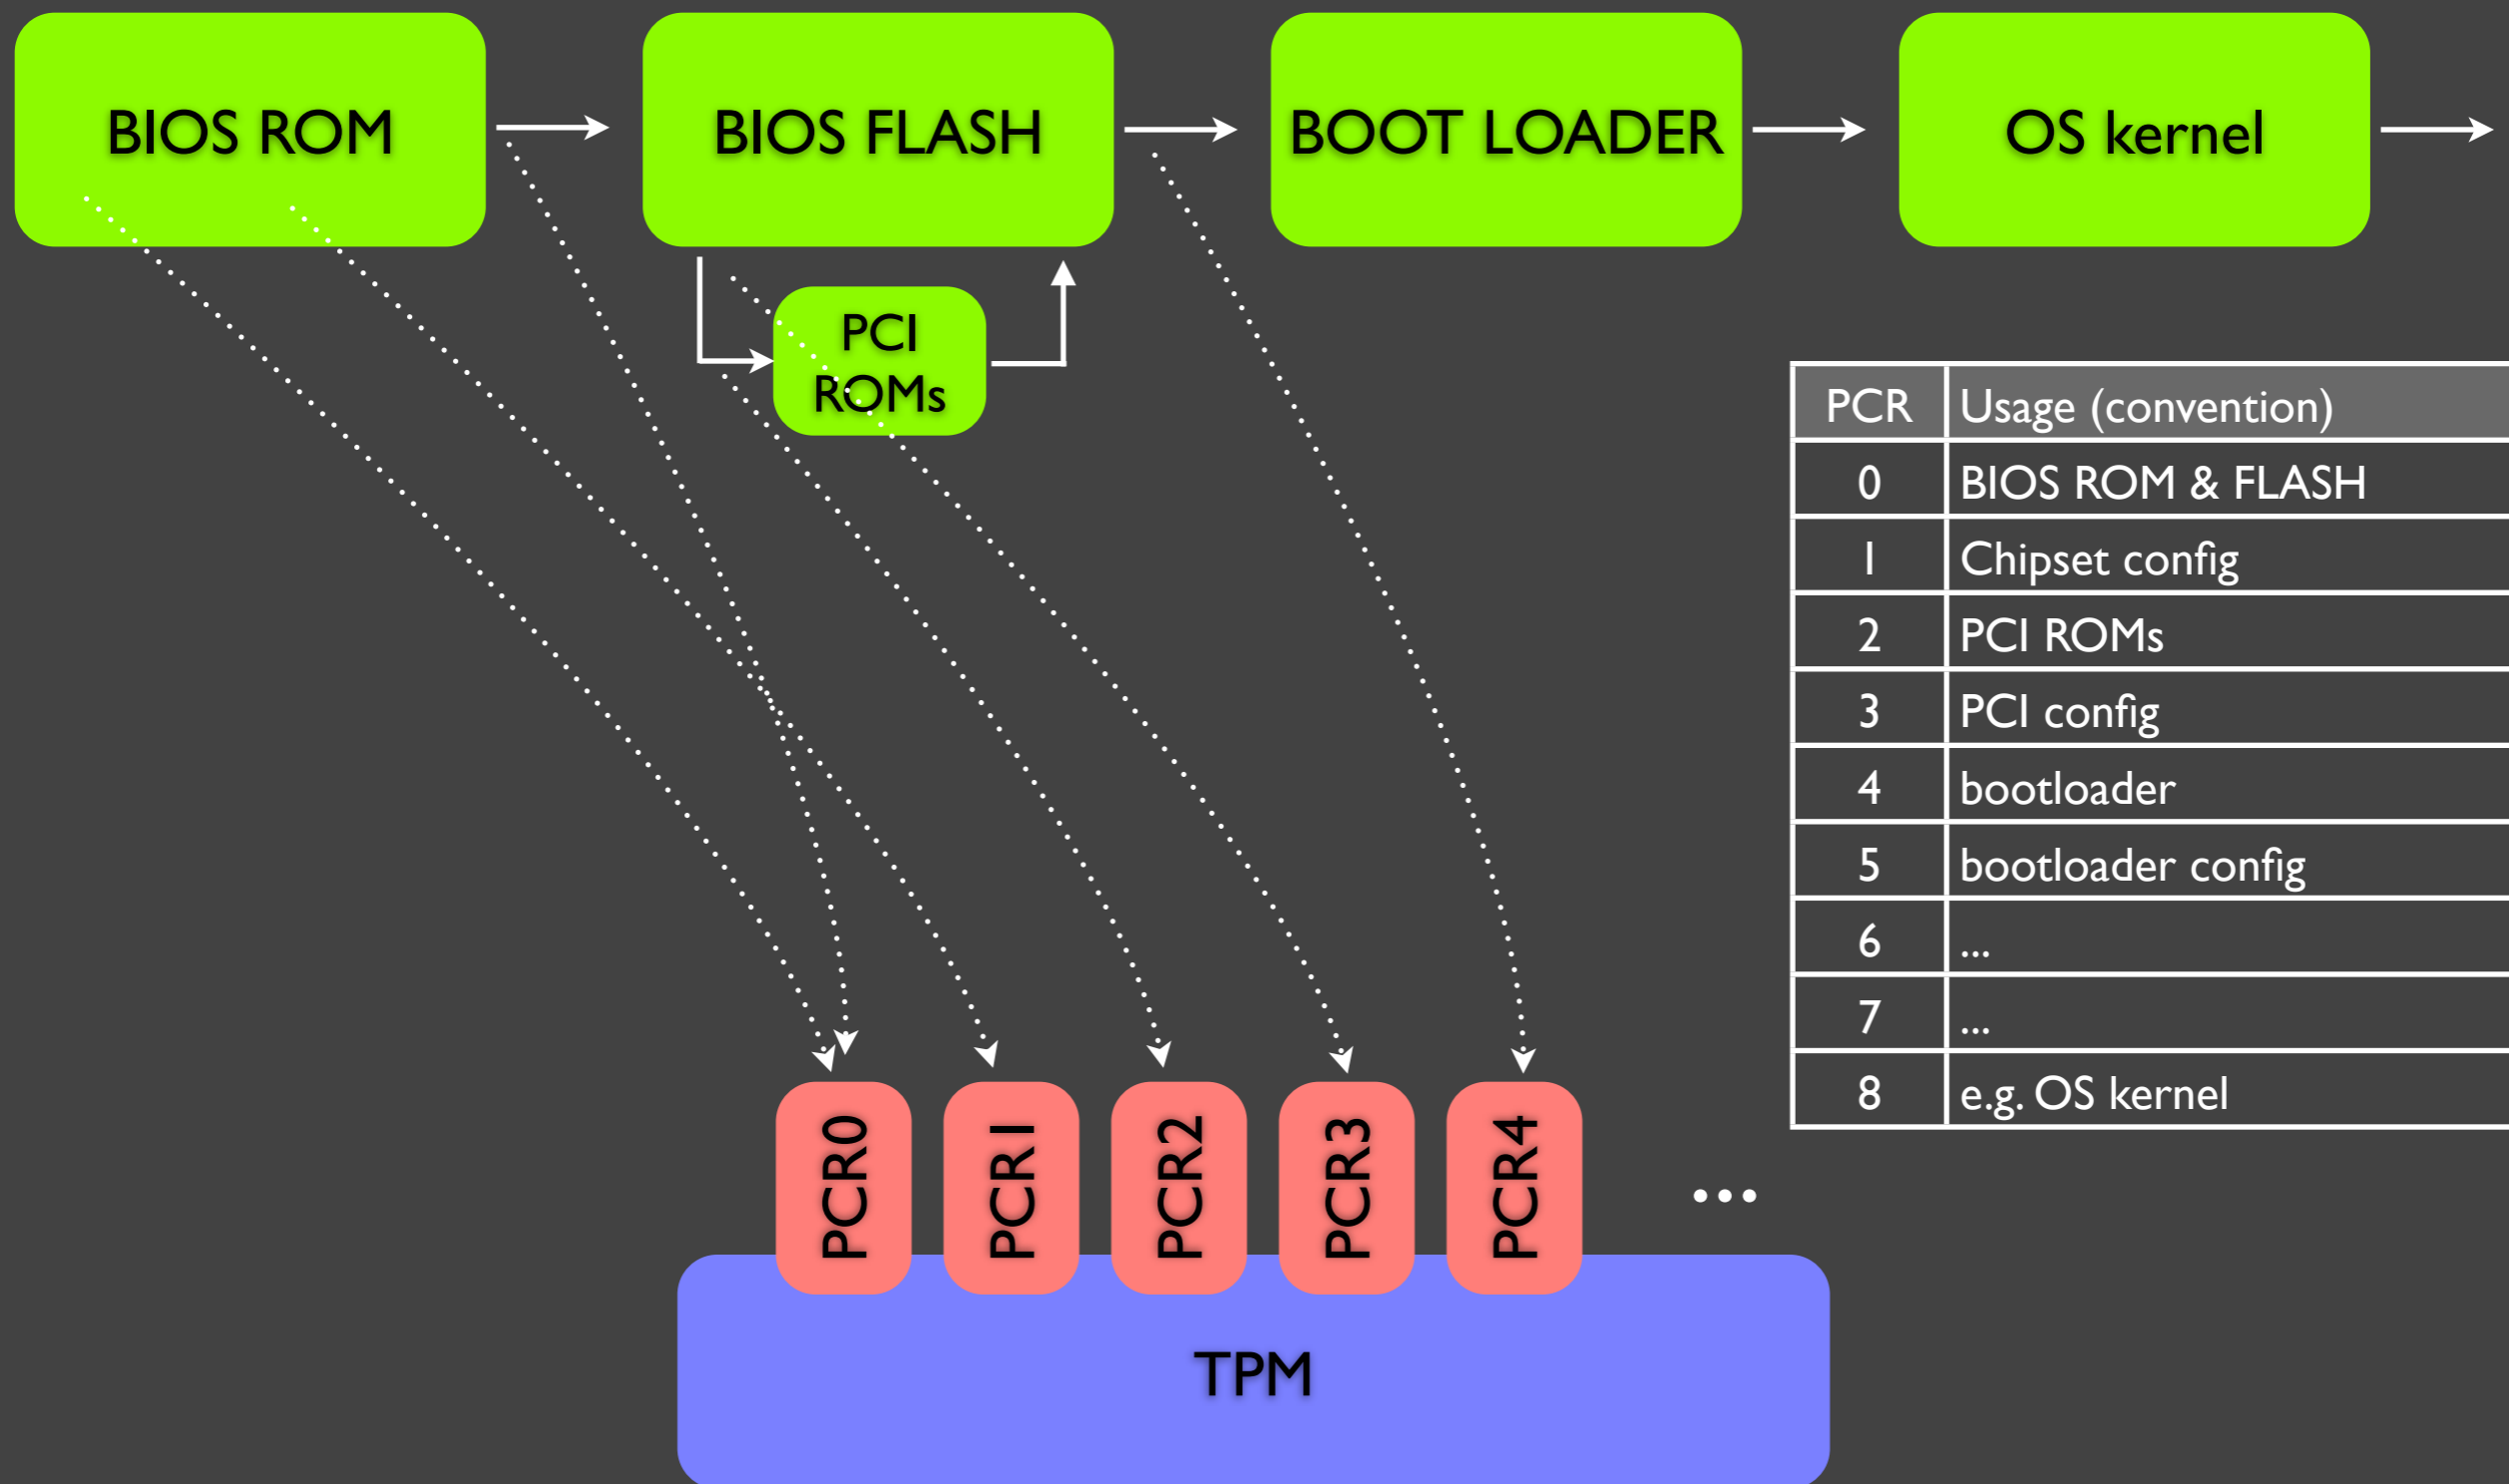 BIOS ROM
BIOS FLASH
BOOT LOADER
OS kernel
PCI
ROMs
PCR Usage (convention)
0 BIOS ROM & FLASH
1 Chipset config
2 PCI ROMs
3 PCI config
4 bootloader
5 bootloader config
6 ...
7 ...
8 e.g. OS kernel
PCR0
PCR1
PCR2
PCR3
PCR4
...
TPM